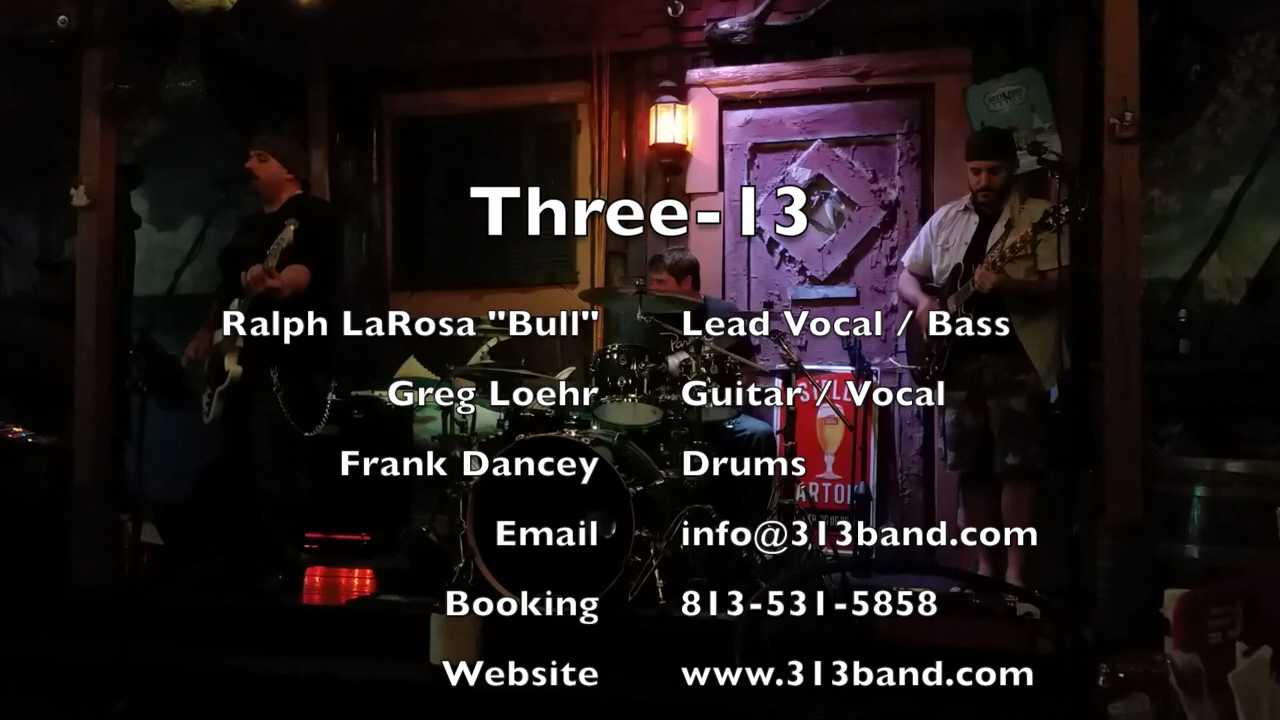 Three-13
Ralph LaRosa "Bull" Lead Vocal / Bass
Greg Loehr Guitar / Vocal
Frank Dancey Drums
Email info@313band.com
Booking 813-531-5858
Website www.313band.com